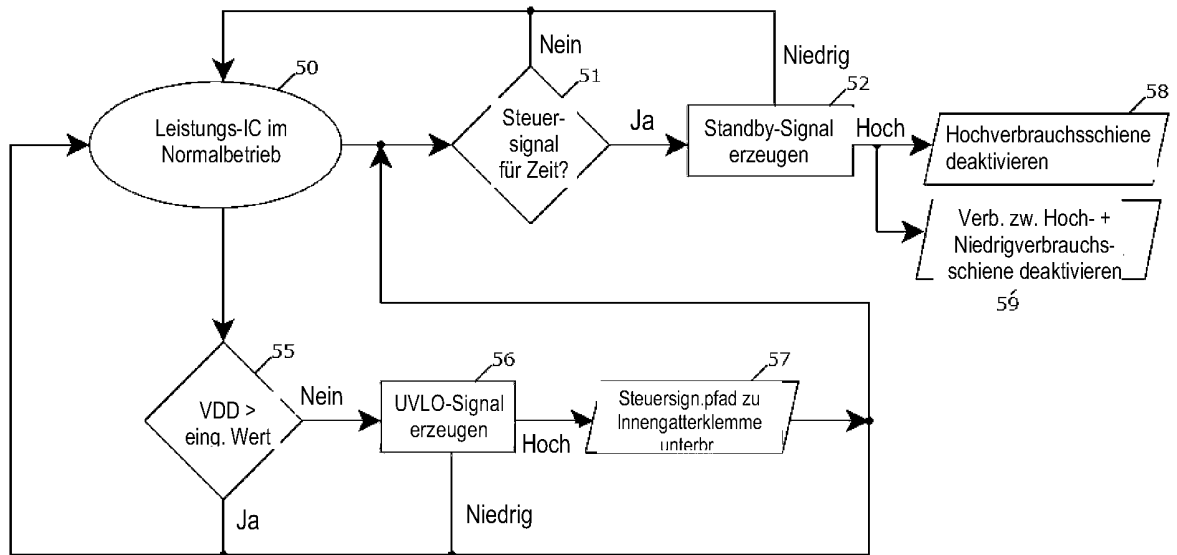 Nein
Niedrig
50
51
52
58
Leistungs-IC im
Normalbetrieb
Steuer-
signal
für Zeit?
Ja
Standby-Signal
erzeugen
Hoch
Hochverbrauchsschiene
deaktivieren
Verb. zw. Hoch- +
Niedrigverbrauchs-
schiene deaktivieren
59
55
VDD >
eing. Wert
Nein
56
UVLO-Signal
erzeugen
Hoch
57
Steuersign.pfad zu
Innengatterklemme
unterbr
Ja
Niedrig